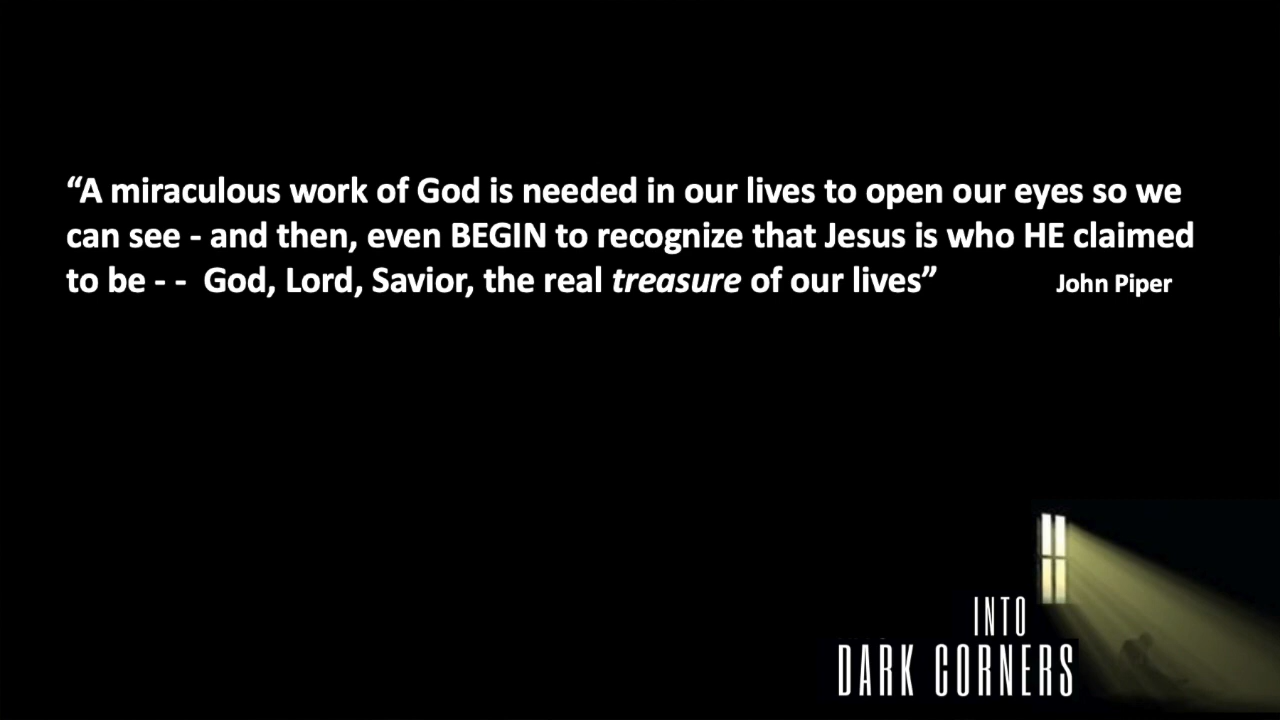 “A miraculous work of God is needed in our lives to open our eyes so we
can see - and then, even BEGIN to recognize that Jesus is who HE claimed
to be - -  God, Lord, Savior, the real treasure of our lives” John Piper
INTO
DARK CORNERS